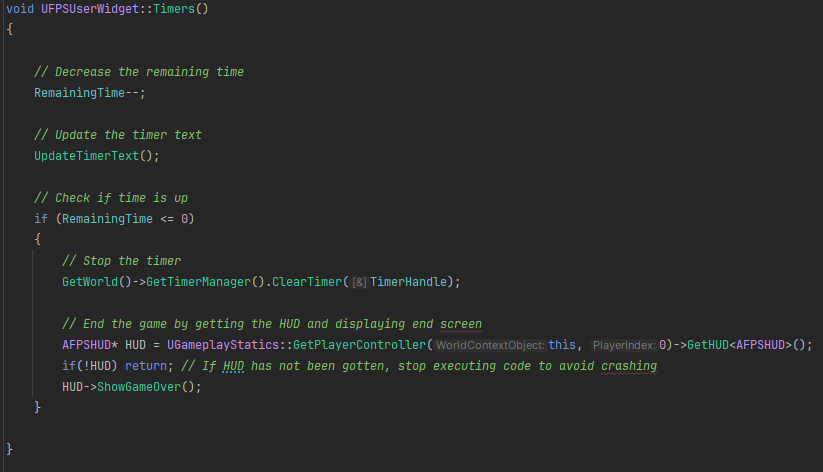 void UFPSUserWidget::Timers()
{
// Decrease the remaining time
RemainingTime--;
// Update the timer text
UpdateTimerText();
// Check if time is up
if (RemainingTime <= 0)
{
// Stop the timer
GetWorld()->GetTimerManager().ClearTimer([&]TimerHandle);
// End the game by getting the HUD and displaying end screen
AFPSHUD* HUD = UGameplayStatics::GetPlayerController(WorldContextObject:this, PlayerIndex:0)->GetHUD<AFPSHUD>();
if(!HUD) return; // If HUD has not been gotten, stop executing code to avoid crashing
HUD->ShowGameOver();
}
}